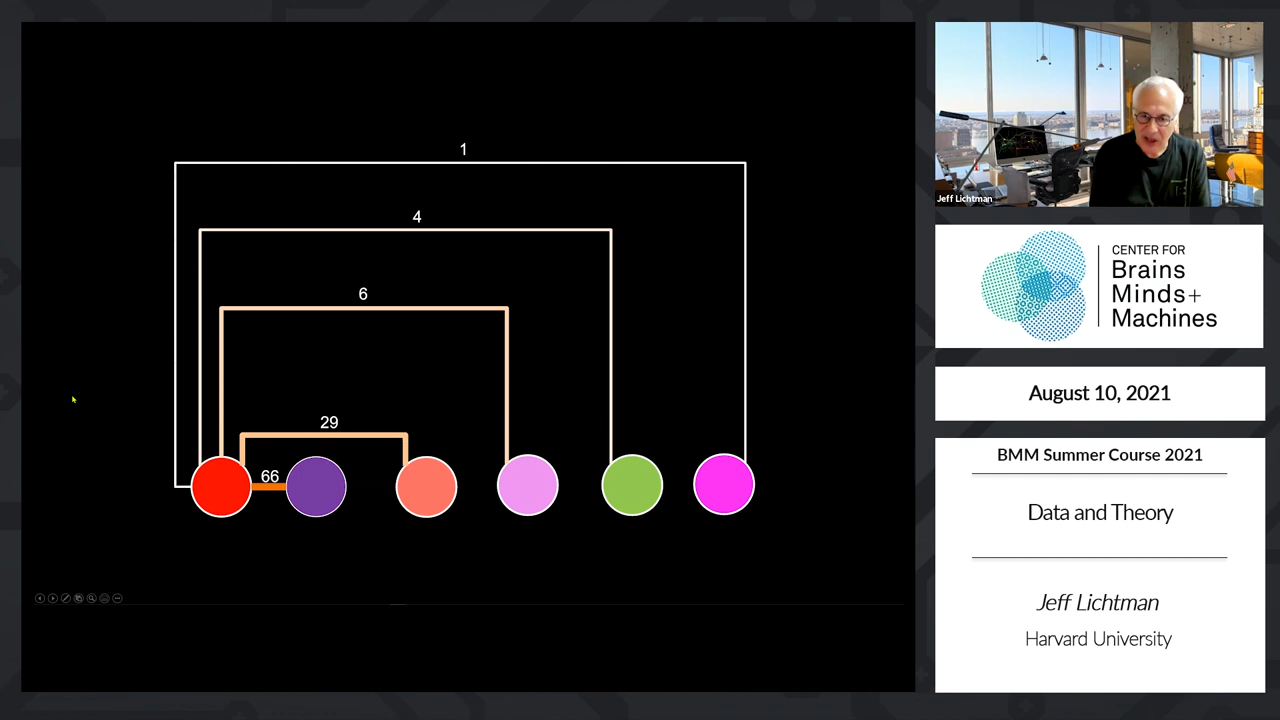 1
4
6
29
66
Jeff Lichtman
CENTER FOR
Brains
Minds+
Machines
August 10, 2021
BMM Summer Course 2021
Data and Theory
Jeff Lichtman
Harvard University